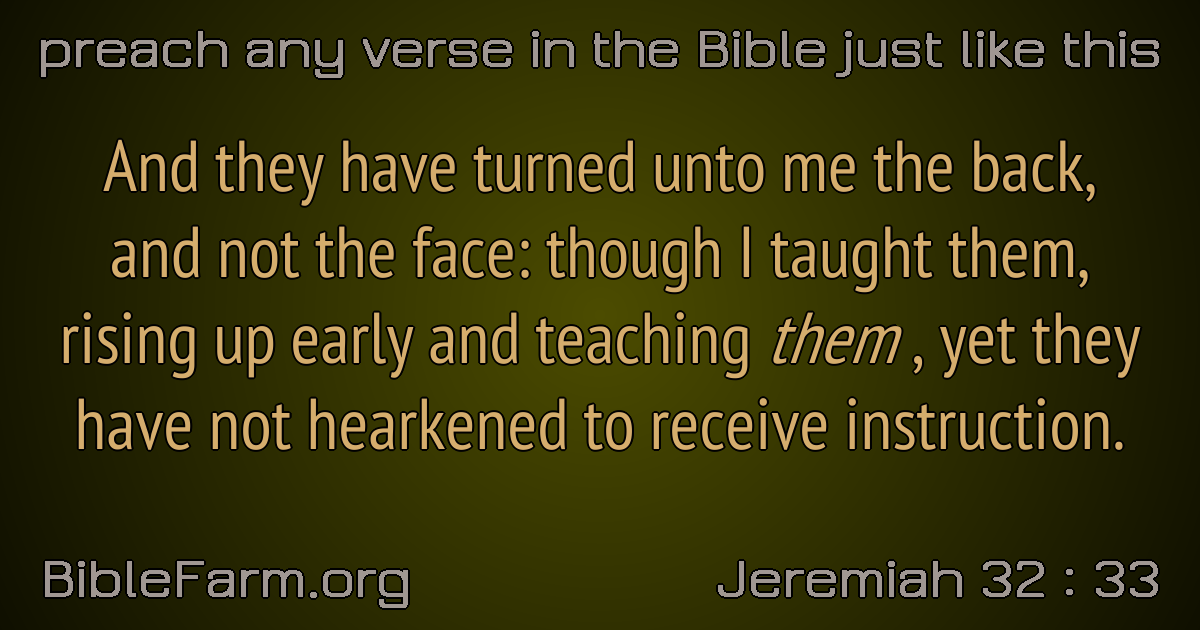 preach any verse in the Bible just like this
And they have turned unto me the back,
and not the face: though I taught them,
rising up early and teaching them , yet they
have not hearkened to receive instruction.
BibleFarm.org
Jeremiah 32 : 33